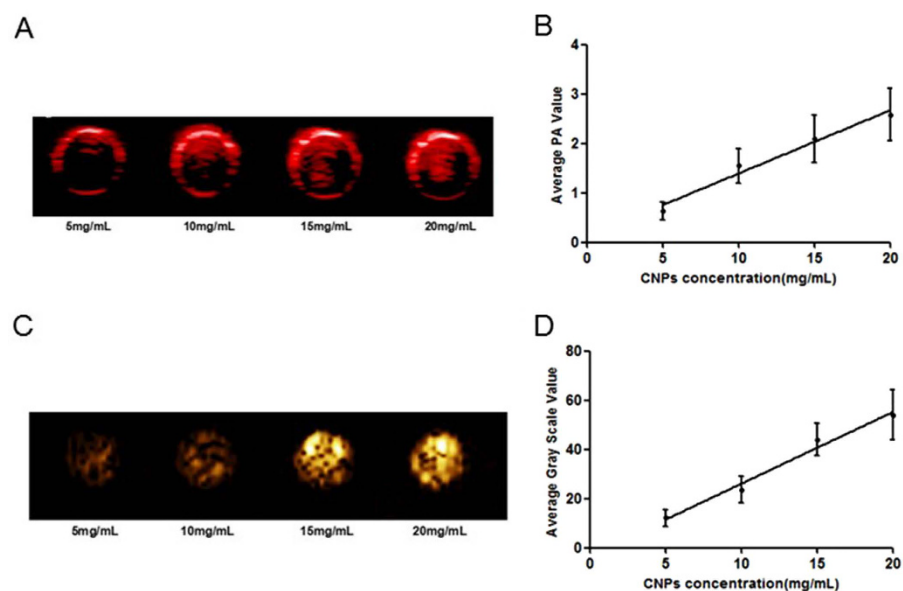 A
5mg/mL 10mg/mL 15mg/mL 20mg/mL
B
Average PA Value
4
3
2
1
0
0 5 10 15 20
CNPs concentration(mg/mL)
C
5mg/mL 10mg/mL 15mg/mL 20mg/mL
D
Average Gray Scale Value
80
60
40
20
0
0 5 10 15 20
CNPs concentration(mg/mL)